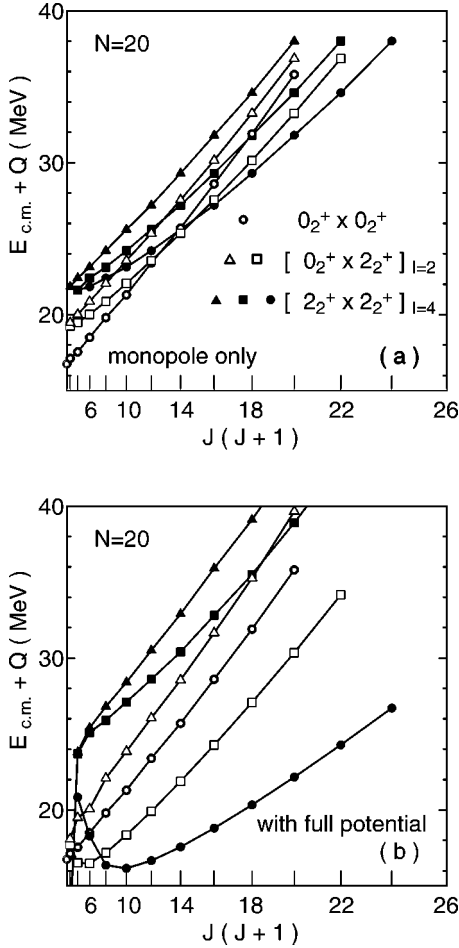 40
N=20
30
20
E c.m. + Q ( MeV )
0₂⁺ x 0₂⁺
[ 0₂⁺ x 2₂⁺ ] I=2
[ 2₂⁺ x 2₂⁺ ] I=4
monopole only
( a )
6 10 14 18 22 26
J ( J + 1 )
40
N=20
30
20
E c.m. + Q ( MeV )
with full potential
( b )
6 10 14 18 22 26
J ( J + 1 )